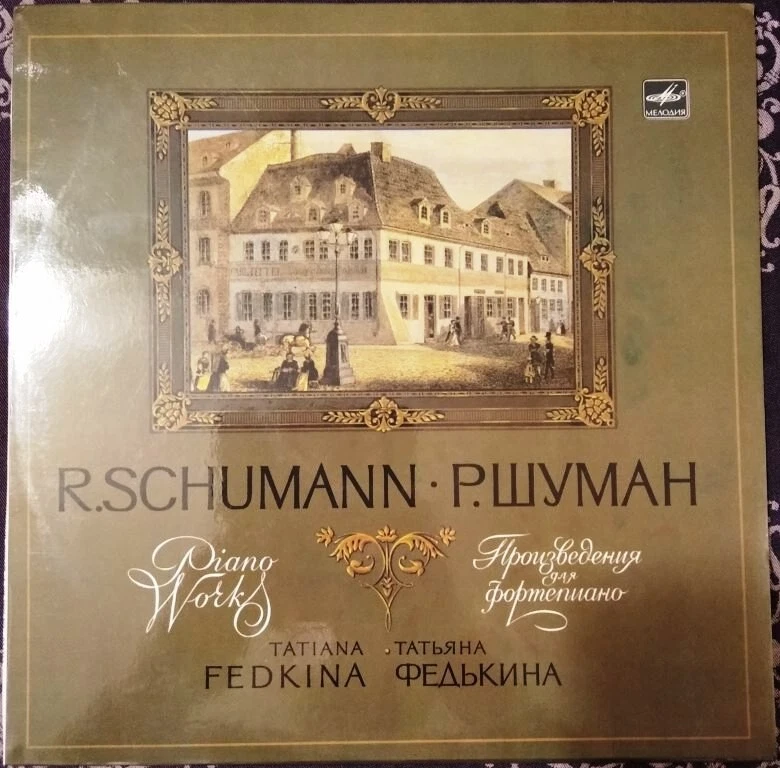 МЕЛОДИЯ
R.SCHUMANN · Р.ШУМАН
Piano
Works
Произведения
для
фортепиано
TATIANA
FEDKINA
ТАТЬЯНА
ФЕДЬКИНА